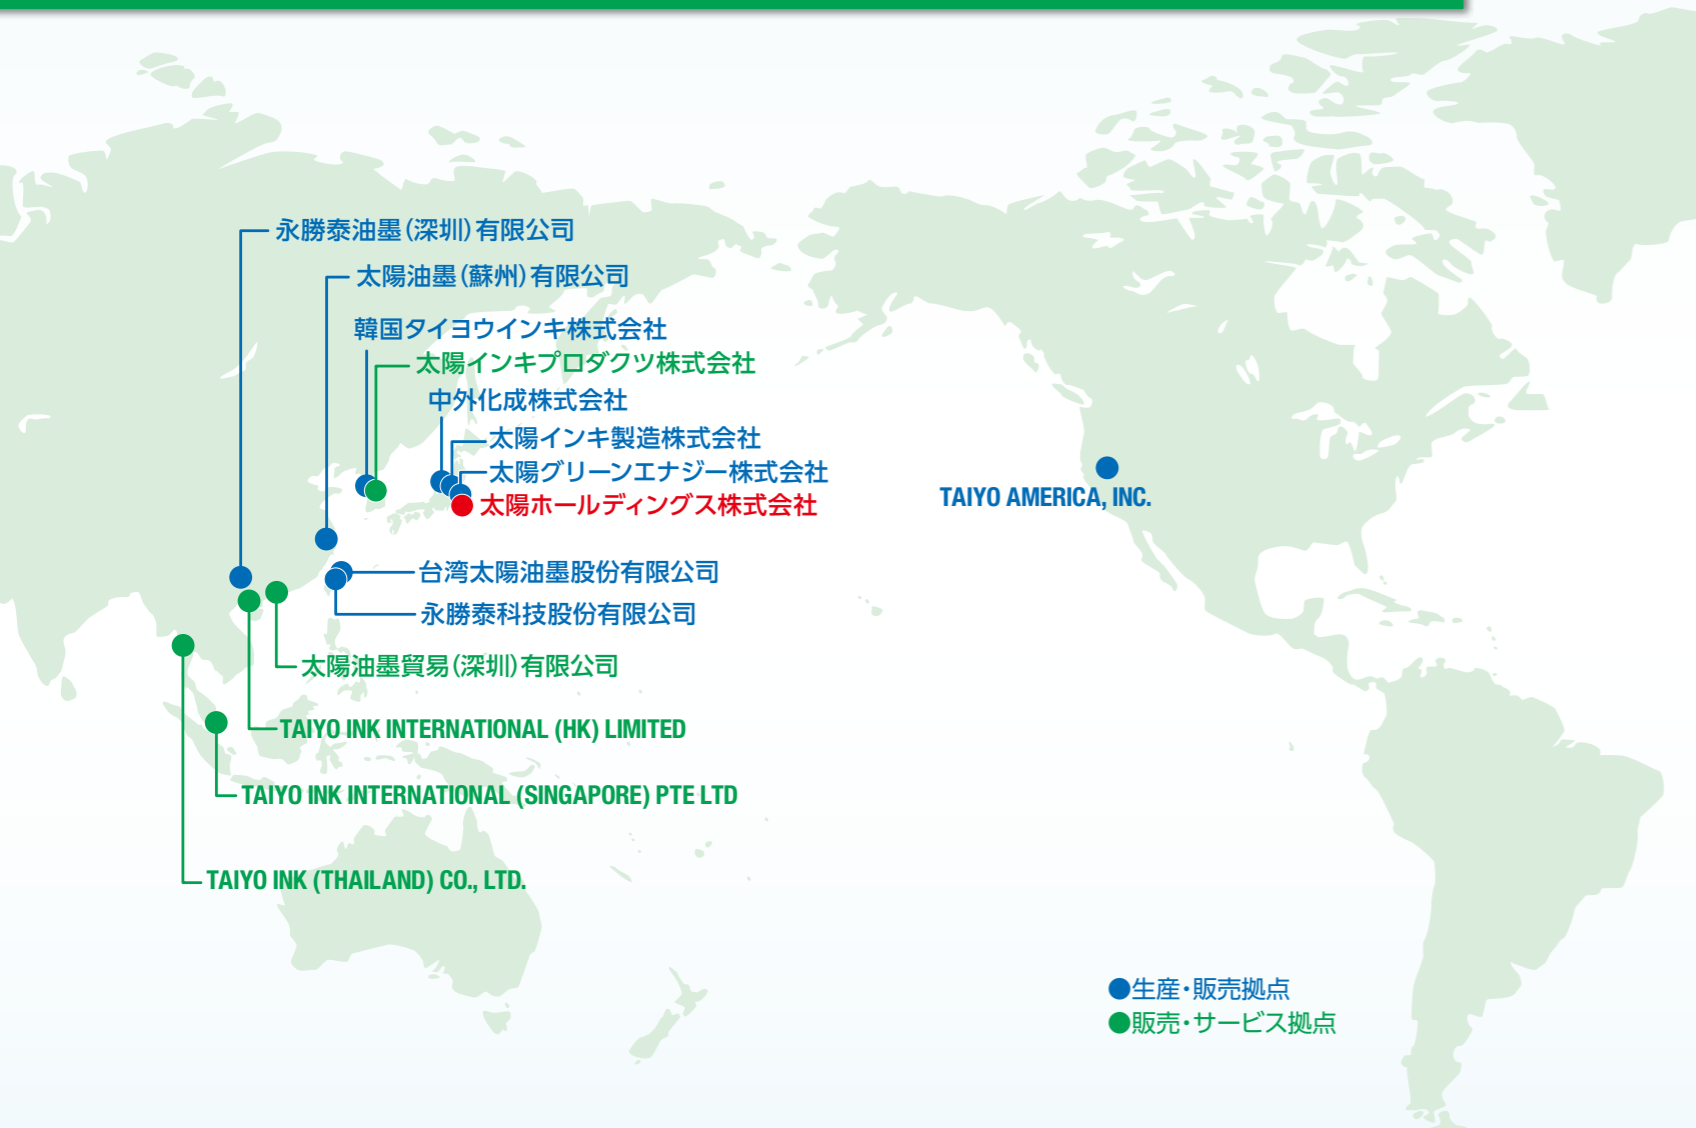 永勝泰油墨(深圳)有限公司
太陽油墨(蘇州)有限公司
韓国タイヨウインキ株式会社
太陽インキプロダクツ株式会社
中外化成株式会社
太陽インキ製造株式会社
太陽グリーンエナジー株式会社
太陽ホールディングス株式会社
TAIYO AMERICA, INC.
台湾太陽油墨股份有限公司
永勝泰科技股份有限公司
太陽油墨貿易(深圳)有限公司
TAIYO INK INTERNATIONAL (HK) LIMITED
TAIYO INK INTERNATIONAL (SINGAPORE) PTE LTD
TAIYO INK (THAILAND) CO., LTD.
●生産・販売拠点
●販売・サービス拠点